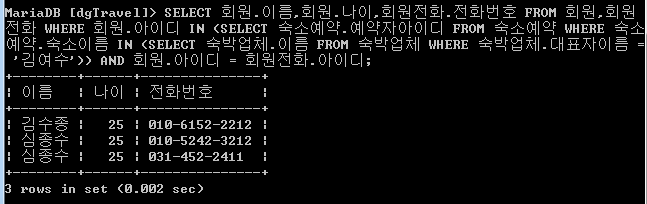 MariaDB [dgTravel]> SELECT 회원.이름,회원.나이,회원전화.전화번호 FROM 회원,회원
전화 WHERE 회원.아이디 IN (SELECT 숙소예약.예약자아이디 FROM 숙소예약 WHERE 숙소
예약.숙소이름 IN (SELECT 숙박업체.이름 FROM 숙박업체 WHERE 숙박업체.대표자이름 =
'김여수')) AND 회원.아이디 = 회원전화.아이디;
+--------+------+---------------+
| 이름 | 나이 | 전화번호 |
+--------+------+---------------+
| 김수종 | 25 | 010-6152-2212 |
| 심종수 | 25 | 010-5242-3212 |
| 심종수 | 25 | 031-452-2411 |
+--------+------+---------------+
3 rows in set (0.002 sec)